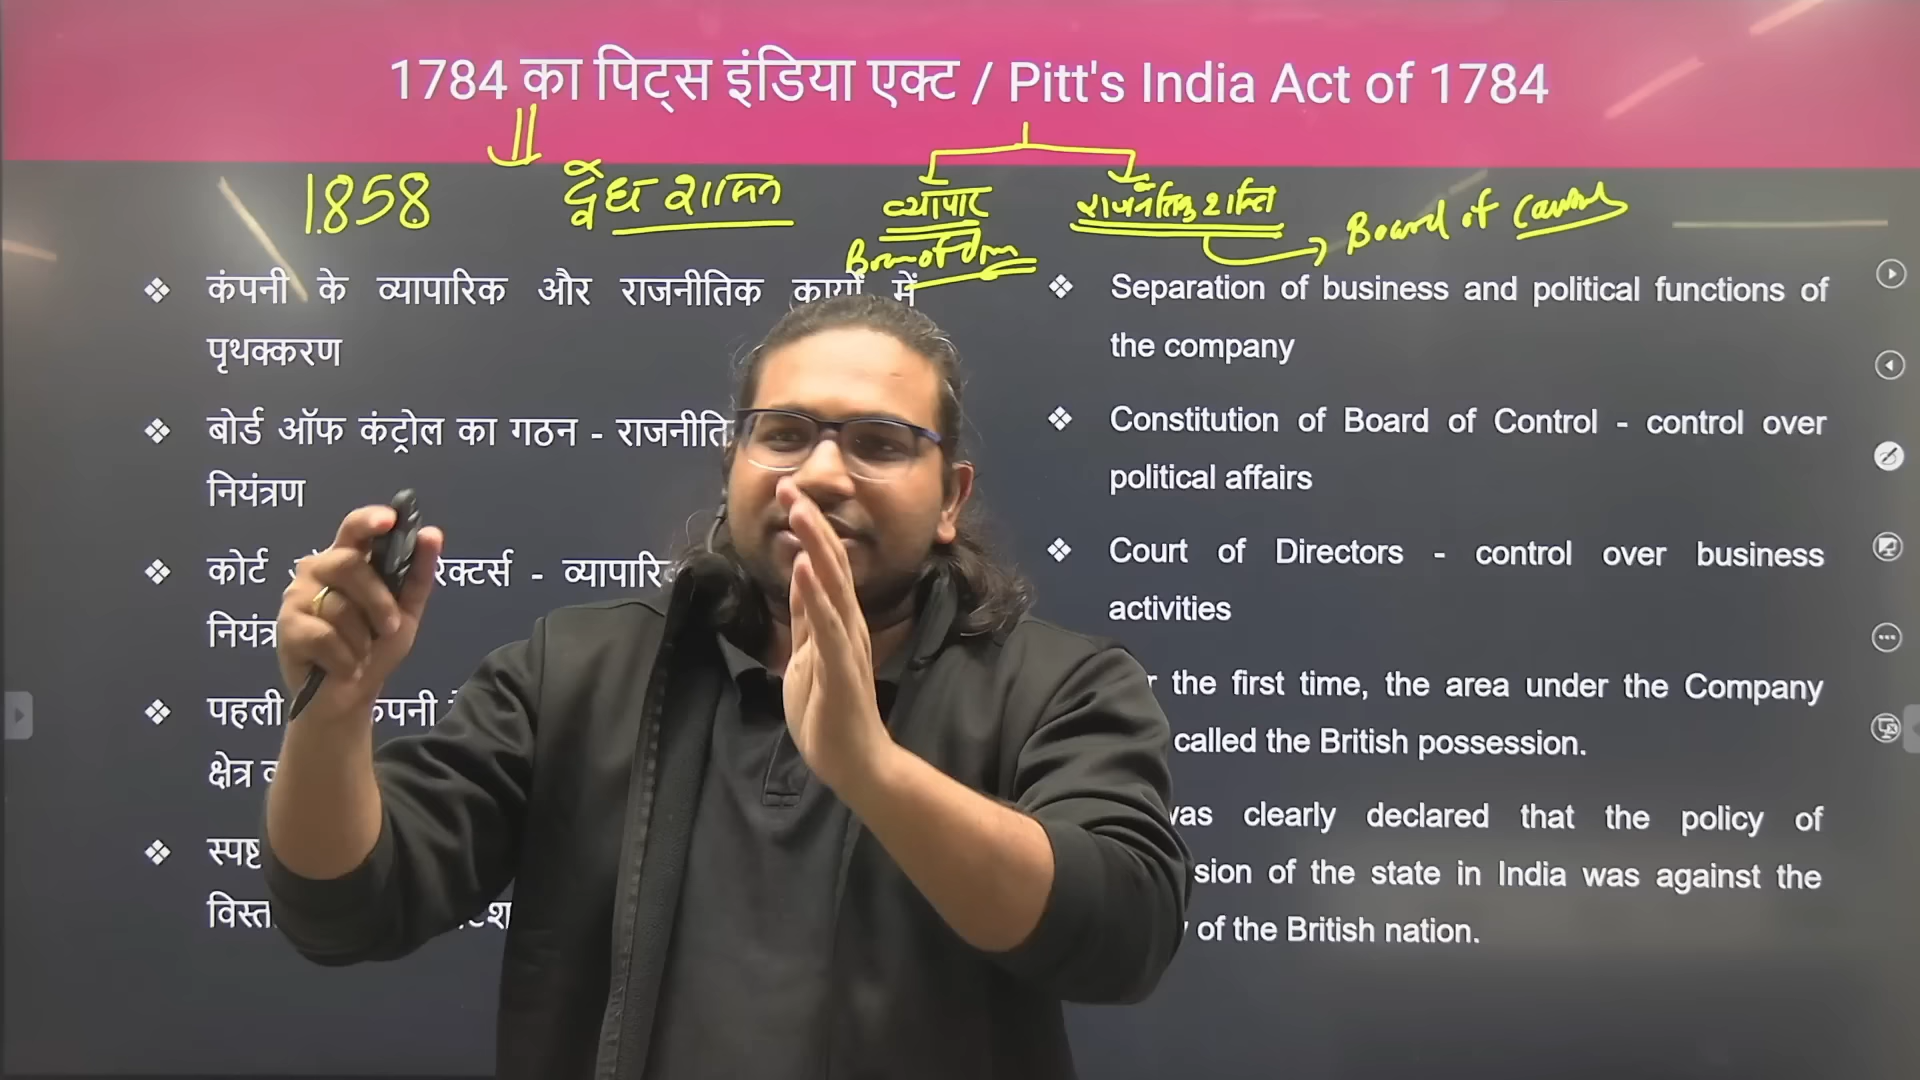 1784 का पिट्स इंडिया एक्ट / Pitt's India Act of 1784
1858 द्वैध शासन
व्यापार राजनैतिक शक्ति
Board of
❖ कंपनी के व्यापारिक और राजनीतिक कार्यों में
पृथक्करण
❖ बोर्ड ऑफ कंट्रोल का गठन - राजनीति
नियंत्रण
❖ कोर्ट रेक्टर्स - व्यापारि
नियंत्र
❖ पहली कंपनी
क्षेत्र
❖ स्पष्ट
विस्त
❖ Separation of business and political functions of
the company
❖ Constitution of Board of Control - control over
political affairs
❖ Court of Directors - control over business
activities
r the first time, the area under the Company
called the British possession.
was clearly declared that the policy of
sion of the state in India was against the
of the British nation.